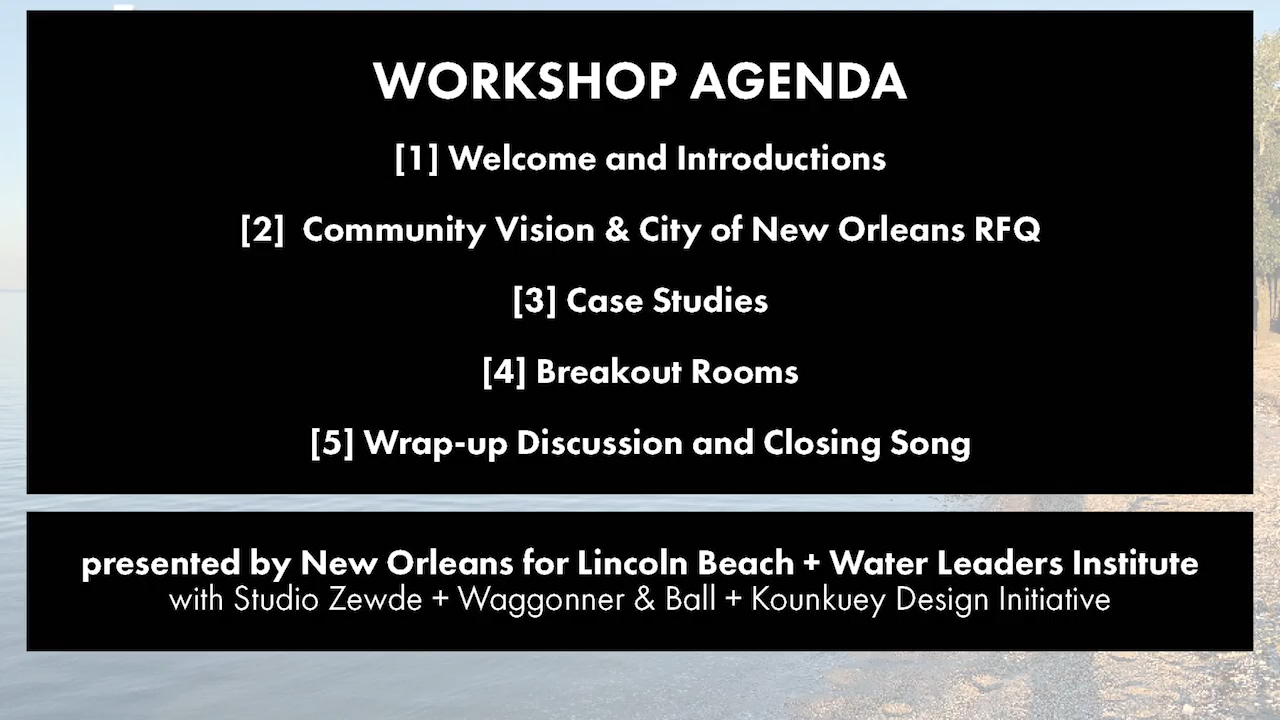 WORKSHOP AGENDA
[1] Welcome and Introductions
[2] Community Vision & City of New Orleans RFQ
[3] Case Studies
[4] Breakout Rooms
[5] Wrap-up Discussion and Closing Song
presented by New Orleans for Lincoln Beach + Water Leaders Institute
with Studio Zewde + Waggonner & Ball + Kounkuey Design Initiative